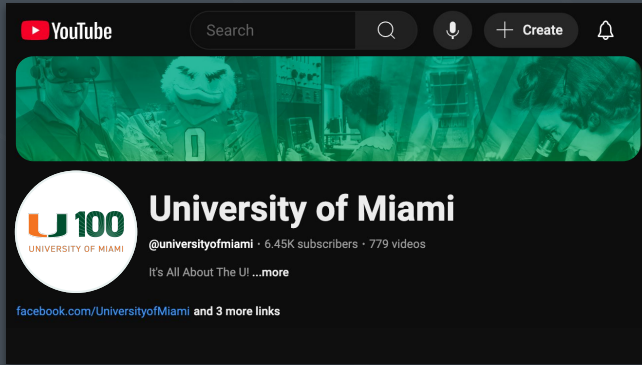 YouTube
Search
Create
0
University of Miami
@universityofmiami · 6.45K subscribers · 779 videos
It's All About The U! ...more
U 100
UNIVERSITY OF MIAMI
facebook.com/UniversityofMiami and 3 more links